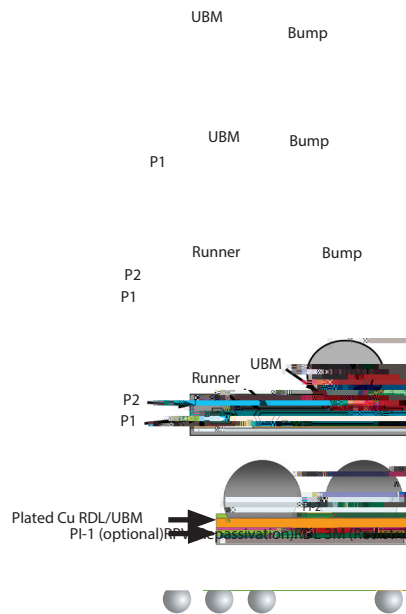 UBM
Bump
UBM
Bump
P1
Runner
Bump
P2
P1
UBM
Runner
P2
P1
Plated Cu RDL/UBM
PI-1 (optional)